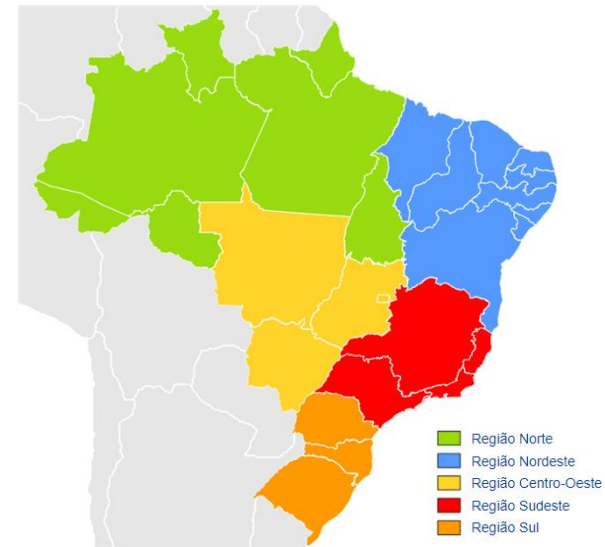 Região Norte
Região Nordeste
Região Centro-Oeste
Região Sudeste
Região Sul